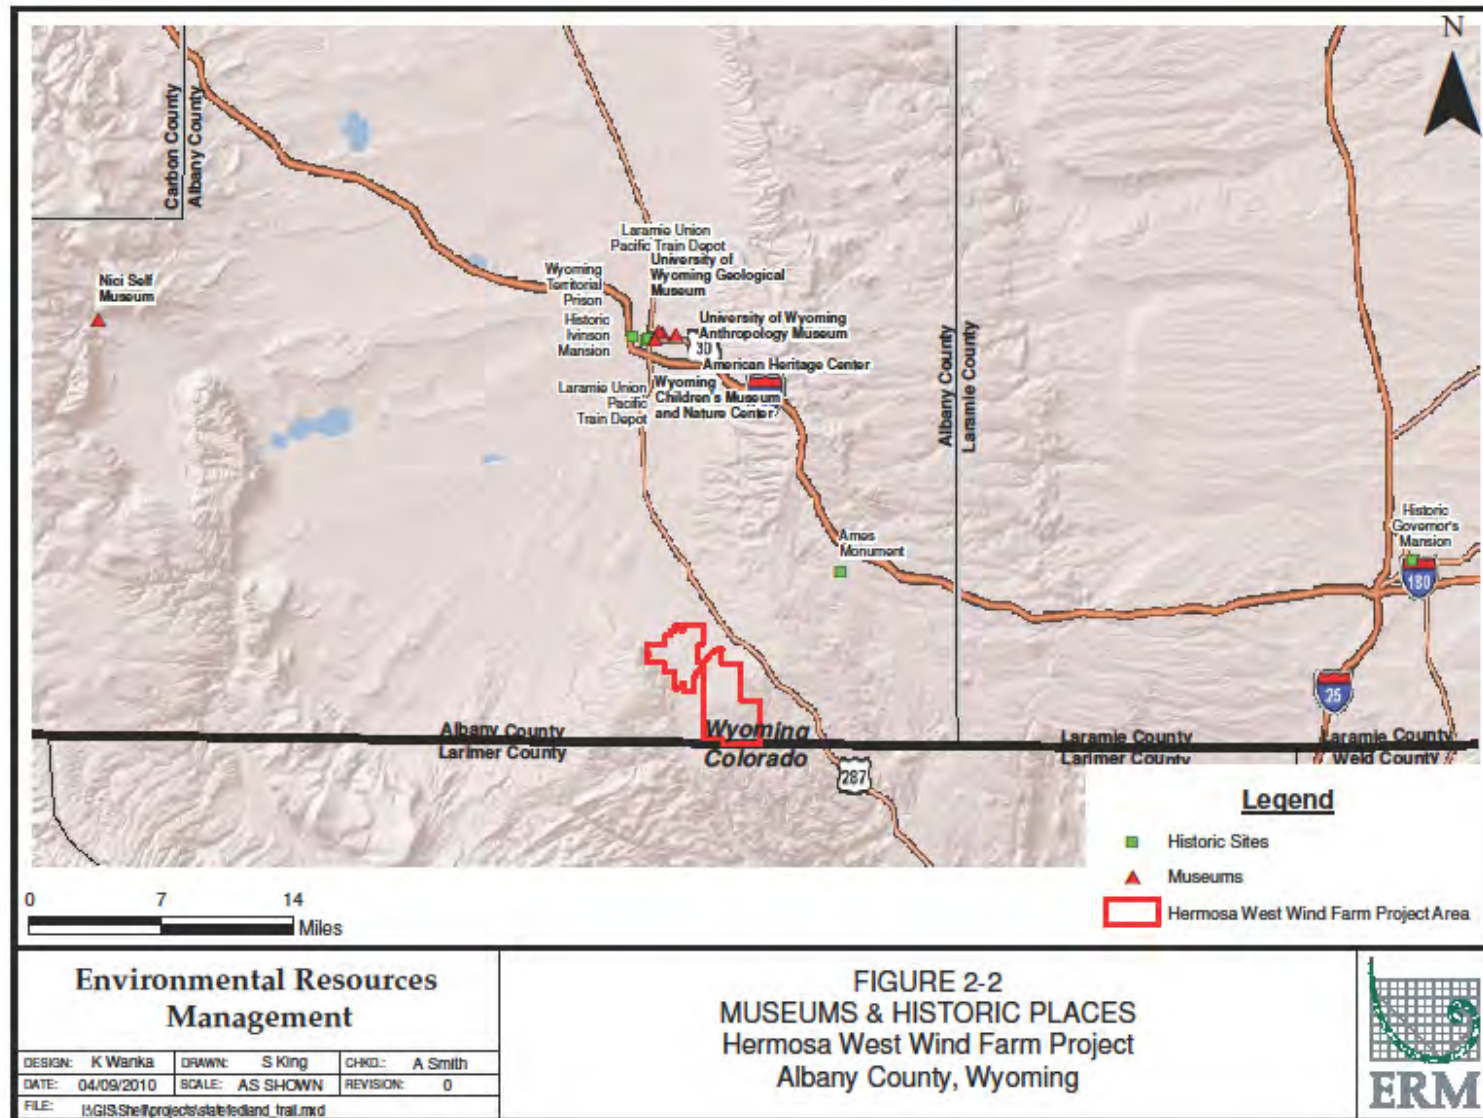 N
Carbon County
Albany County
Laramie Union
Pacific Train Depot
University of
Wyoming Geological
Museum
Wyoming
Territorial
Prison
Nici Self
Museum
Historic
Ivinson
Mansion
University of Wyoming
Anthropology Museum
30
American Heritage Center
Laramie Union
Pacific
Train Depot
Wyoming
Children's Museum
and Nature Center
Albany County
Laramie County
Ames
Monument
Historic
Governor's
Mansion
180
25
Albany County
Larimer County
Wyoming
Colorado
Laramie County
Larimer County
Laramie County
Weld County
287
Legend
Historic Sites
Museums
Hermosa West Wind Farm Project Area
0 7 14
Miles
Environmental Resources
Management
DESIGN: K Wanka DRAWN: S King CHKD.: A Smith
DATE: 04/09/2010 SCALE: AS SHOWN REVISION: 0
FILE: I:\GIS\Shell\projects\statefedland_trail.mxd
FIGURE 2-2
MUSEUMS & HISTORIC PLACES
Hermosa West Wind Farm Project
Albany County, Wyoming
ERM